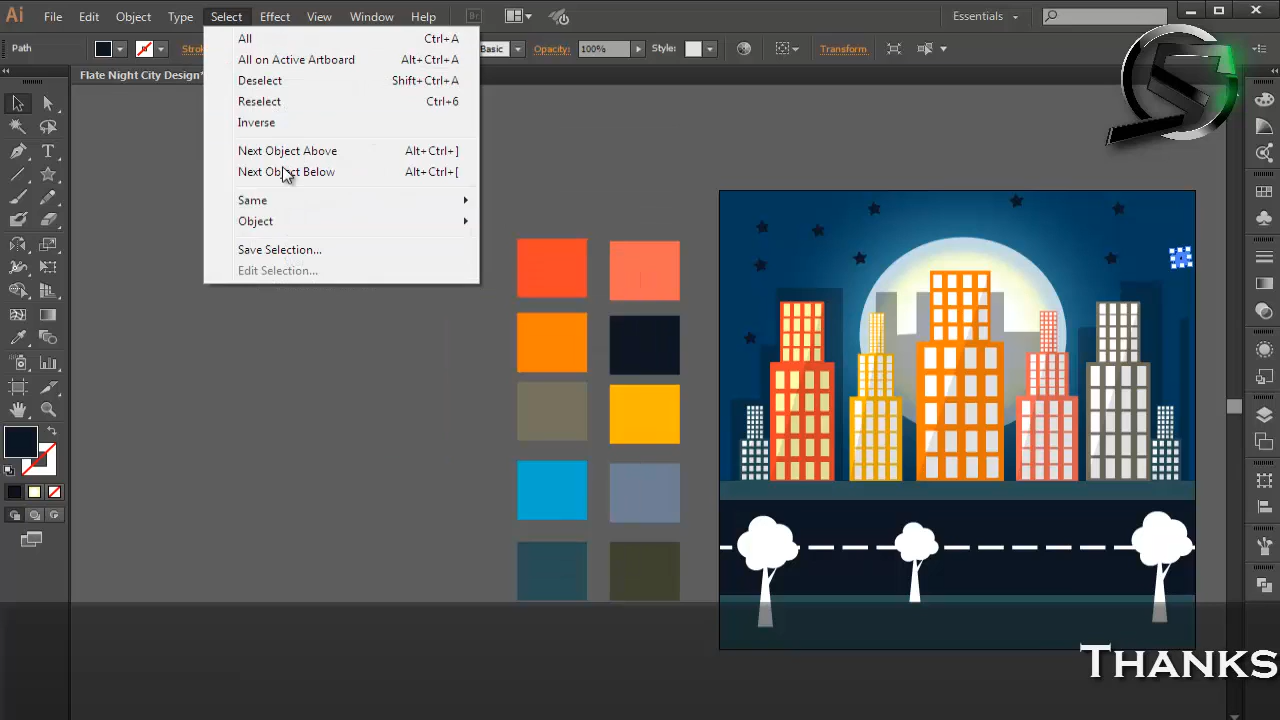 Ai File Edit Object Type Select Effect View Window Help Br Essentials
Path Basic Opacity: 100% Style: Transform
Flate Night City Design*
All Ctrl+A
All on Active Artboard Alt+Ctrl+A
Deselect Shift+Ctrl+A
Reselect Ctrl+6
Inverse
Next Object Above Alt+Ctrl+]
Next Object Below Alt+Ctrl+[
Same
Object
Save Selection...
Edit Selection...
THANKS